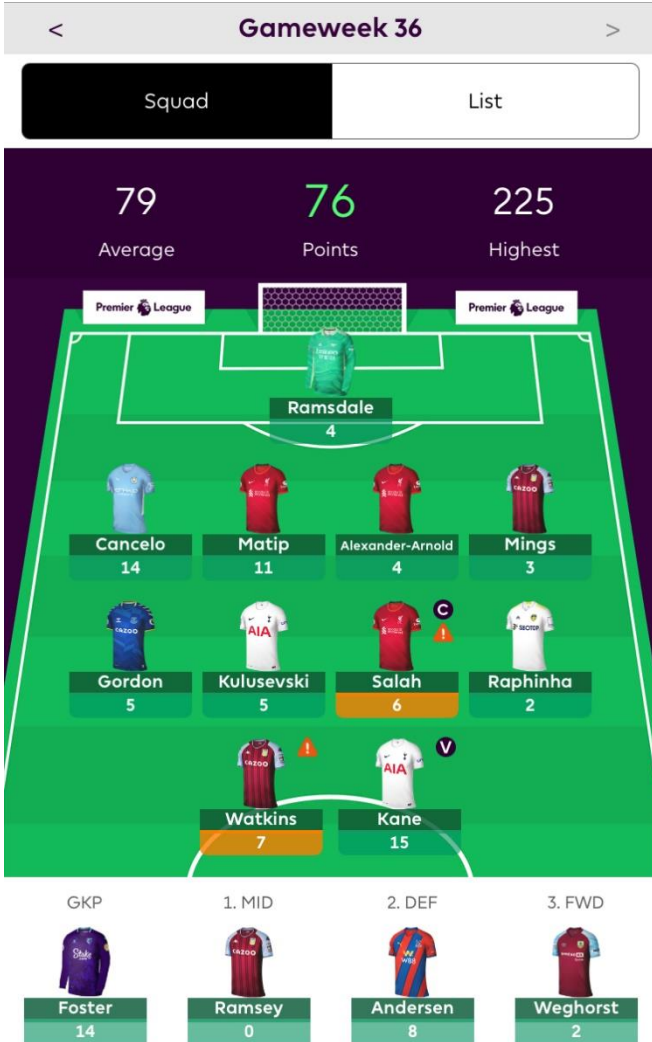 < Gameweek 36 >
Squad List
79 76 225
Average Points Highest
Premier League Premier League
Ramsdale
4
Cancelo Matip Alexander-Arnold Mings
14 11 4 3
C
Gordon Kulusevski Salah Raphinha
5 5 6 2
V
Watkins Kane
7 15
GKP 1. MID 2. DEF 3. FWD
Foster Ramsey Andersen Weghorst
14 0 8 2